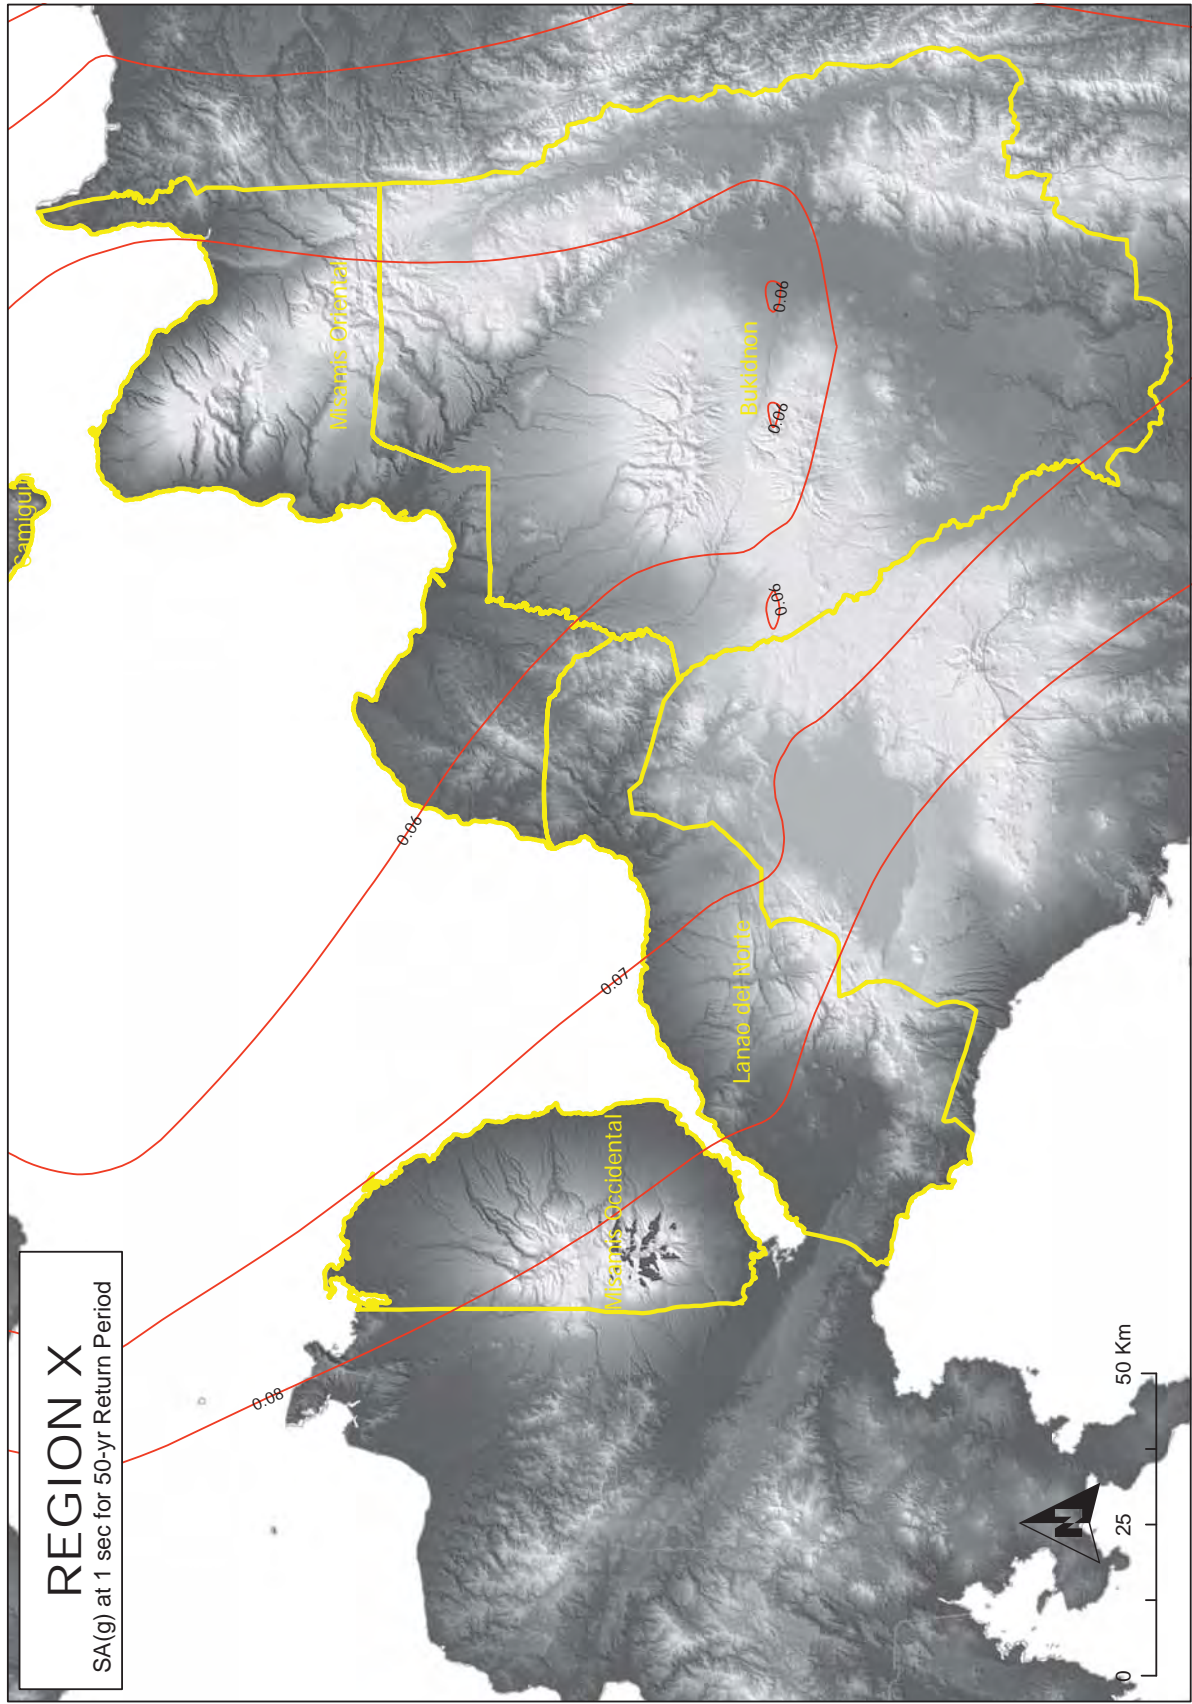 REGION X
SA(g) at 1 sec for 50-yr Return Period
Camiguin
Misamis Oriental
Bukidnon
Lanao del Norte
Misamis Occidental
0.06
0.06
0.06
0.06
0.07
0.08
N
0 25 50 Km